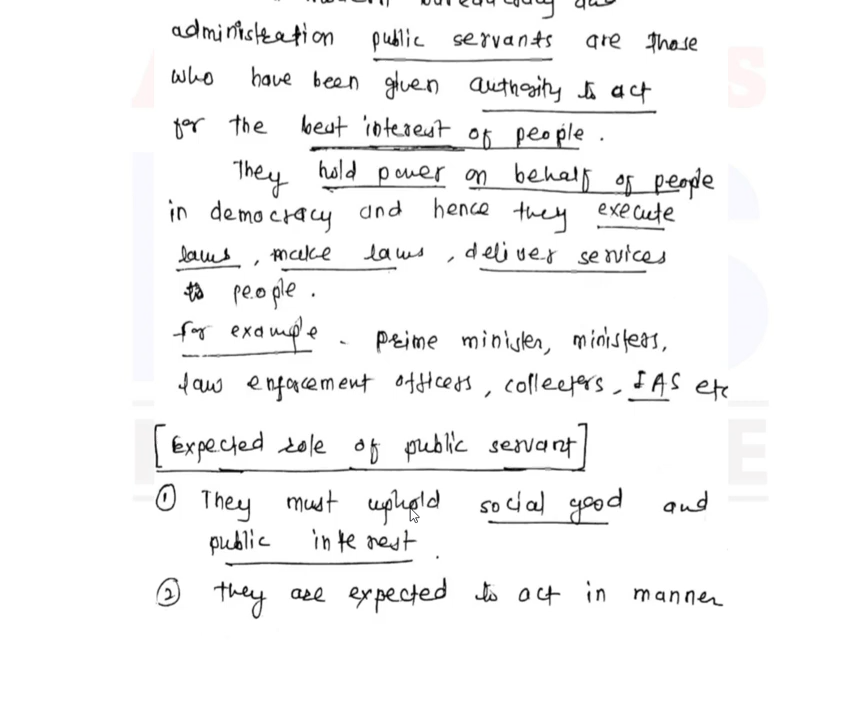 administration public servants are those
who have been given authority to act
for the best interest of people.
They hold power on behalf of people
in democracy and hence they execute
laws, make laws, deliver services
to people.
for example - Prime minister, ministers,
law enforcement officers, collecters, IAS etc
[Expected role of public servant]
① They must uphold social good and
public interest.
② they are expected to act in manner